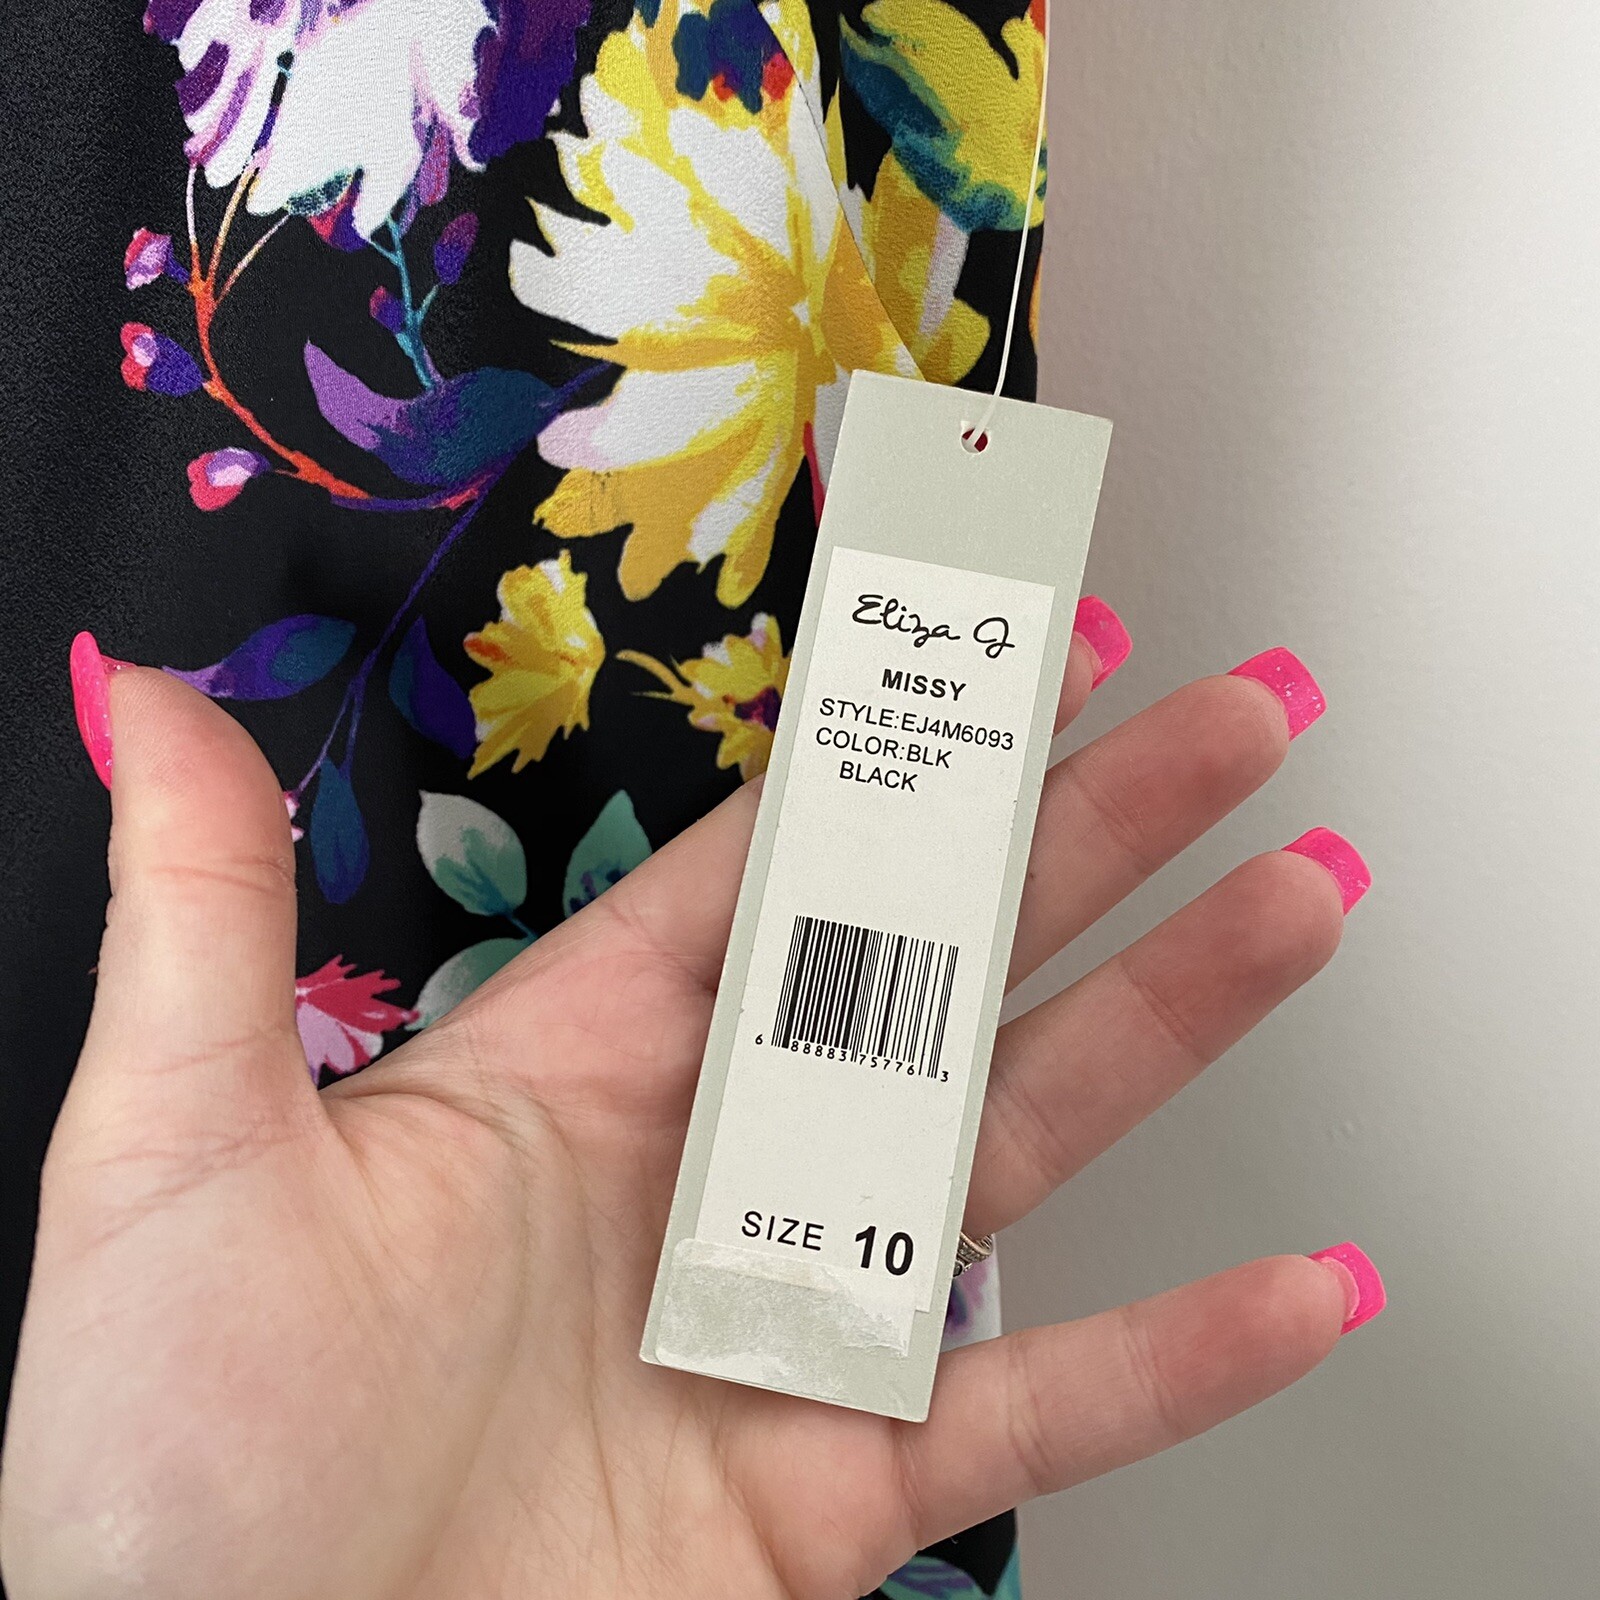 Eliza J
MISSY
STYLE:EJ4M6093
COLOR:BLK
BLACK
6 88883 75776 3
SIZE 10